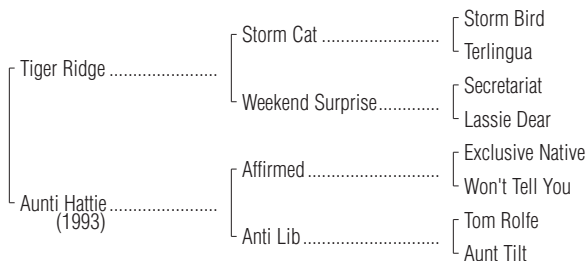 Storm Bird
Storm Cat ......................
Terlingua
Tiger Ridge ....................
Secretariat
Weekend Surprise............
Lassie Dear
Exclusive Native
Affirmed ........................
Won't Tell You
Aunti Hattie ....................
(1993)
Tom Rolfe
Anti Lib.........................
Aunt Tilt